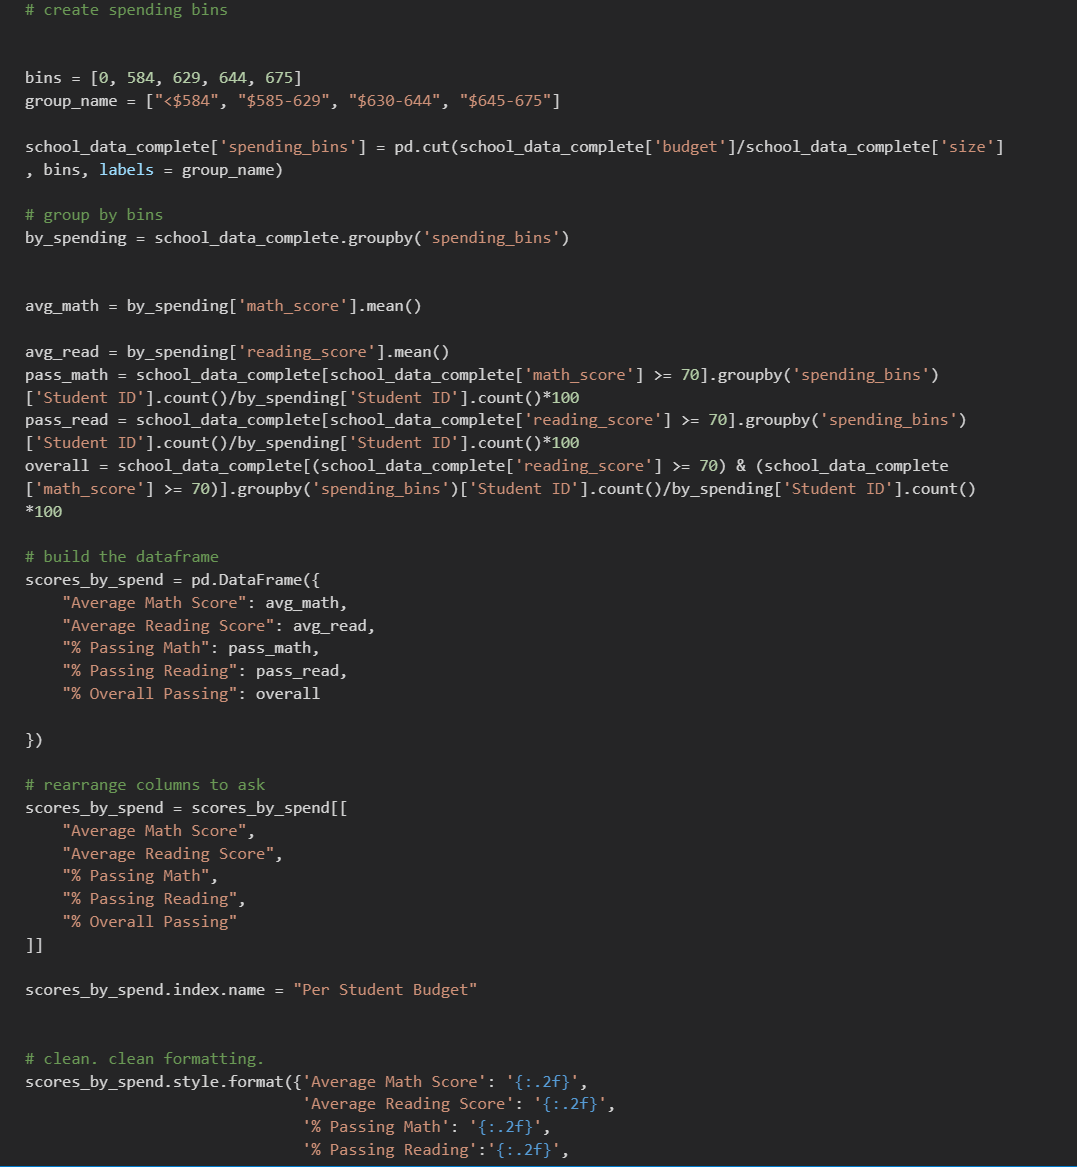 # create spending bins
bins = [0, 584, 629, 644, 675]
group_name = ["<$584", "$585-629", "$630-644", "$645-675"]
school_data_complete['spending_bins'] = pd.cut(school_data_complete['budget']/school_data_complete['size']
, bins, labels = group_name)
# group by bins
by_spending = school_data_complete.groupby('spending_bins')
avg_math = by_spending['math_score'].mean()
avg_read = by_spending['reading_score'].mean()
pass_math = school_data_complete[school_data_complete['math_score'] >= 70].groupby('spending_bins')
['Student ID'].count()/by_spending['Student ID'].count()*100
pass_read = school_data_complete[school_data_complete['reading_score'] >= 70].groupby('spending_bins')
['Student ID'].count()/by_spending['Student ID'].count()*100
overall = school_data_complete[(school_data_complete['reading_score'] >= 70) & (school_data_complete
['math_score'] >= 70)].groupby('spending_bins')['Student ID'].count()/by_spending['Student ID'].count()
*100
# build the dataframe
scores_by_spend = pd.DataFrame({
    "Average Math Score": avg_math,
    "Average Reading Score": avg_read,
    "% Passing Math": pass_math,
    "% Passing Reading": pass_read,
    "% Overall Passing": overall
})
# rearrange columns to ask
scores_by_spend = scores_by_spend[[
    "Average Math Score",
    "Average Reading Score",
    "% Passing Math",
    "% Passing Reading",
    "% Overall Passing"
]]
scores_by_spend.index.name = "Per Student Budget"
# clean. clean formatting.
scores_by_spend.style.format({'Average Math Score': '{:.2f}',
                              'Average Reading Score': '{:.2f}',
                              '% Passing Math': '{:.2f}',
                              '% Passing Reading':'{:.2f}',